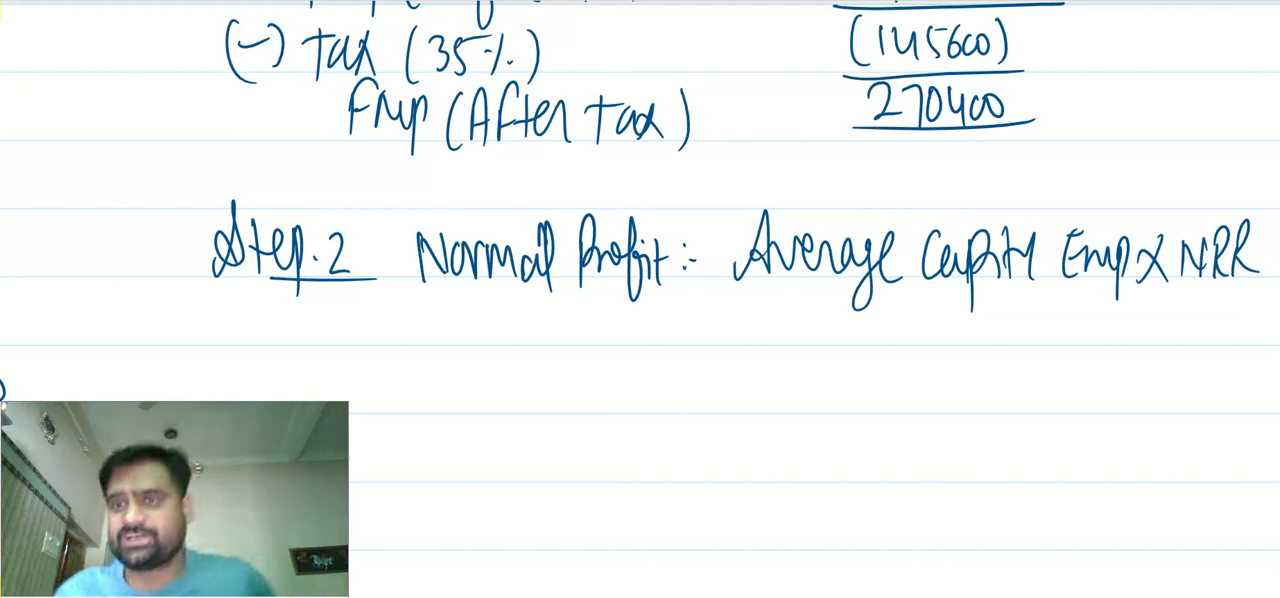 (-) Tax (35%) (145600)
FMP (After Tax) 270400
Step.2 Normal Profit :- Average Capital Emp X NRR